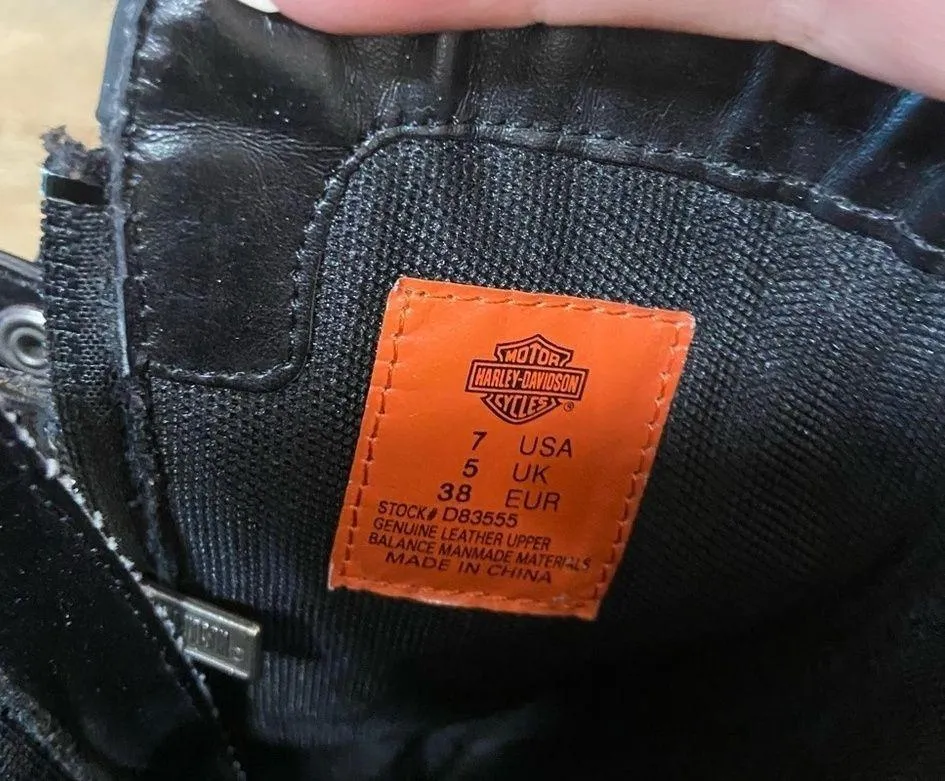 MOTOR
HARLEY-DAVIDSON
CYCLES®
7 USA
5 UK
38 EUR
STOCK# D83555
GENUINE LEATHER UPPER
BALANCE MANMADE MATERIALS
MADE IN CHINA